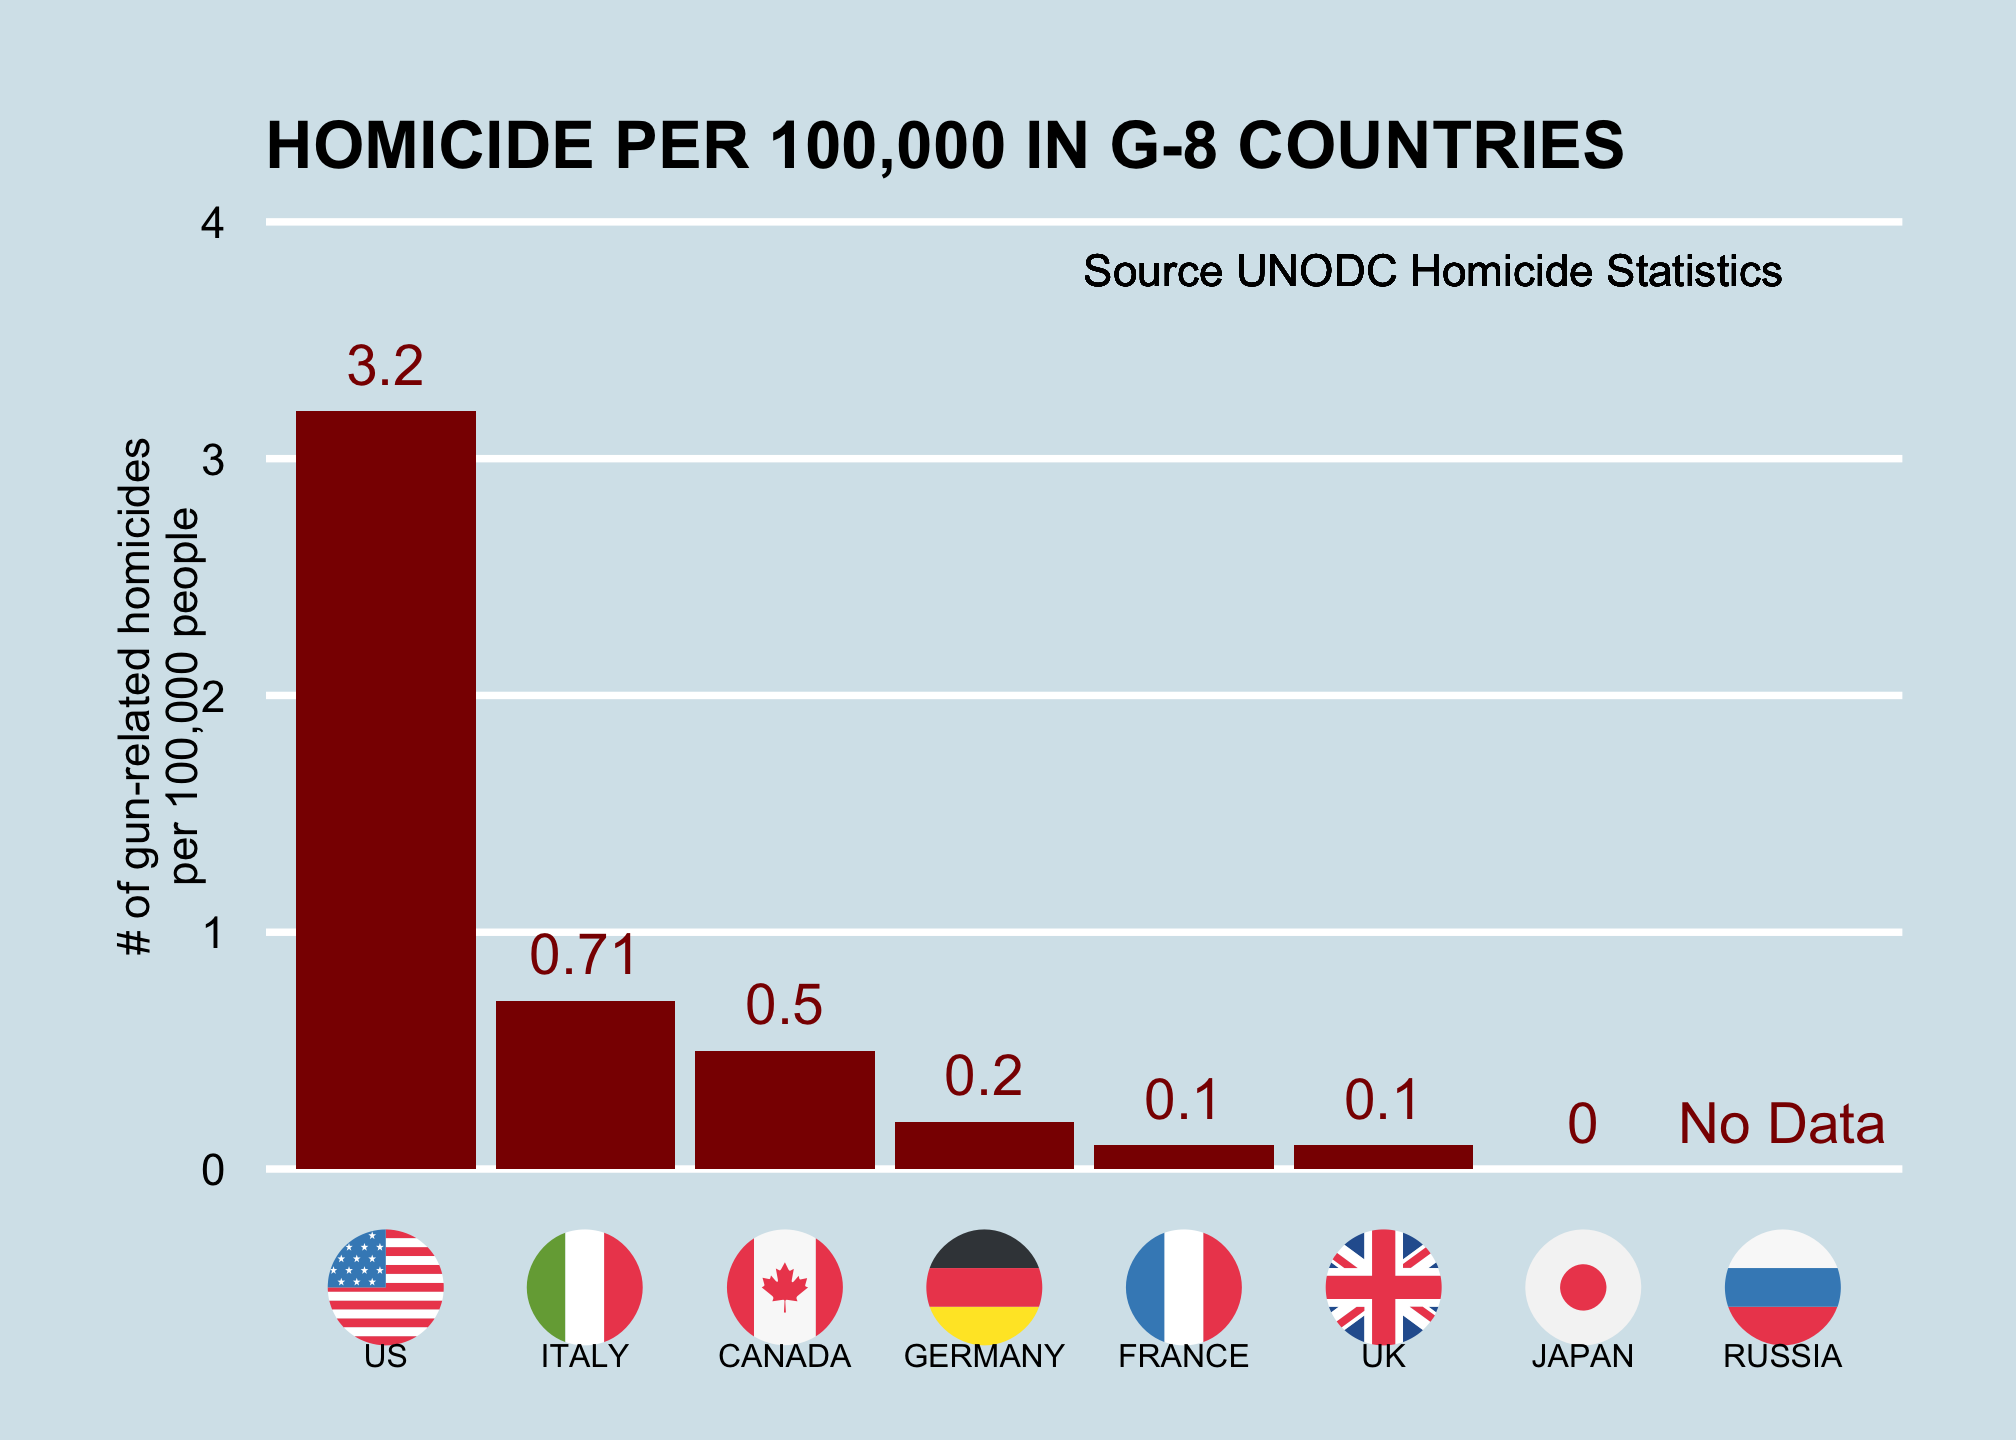 HOMICIDE PER 100,000 IN G-8 COUNTRIES
Source UNODC Homicide Statistics
# of gun-related homicides
per 100,000 people
4
3
2
1
0
3.2
0.71
0.5
0.2
0.1
0.1
0
No Data
US
ITALY
CANADA
GERMANY
FRANCE
UK
JAPAN
RUSSIA